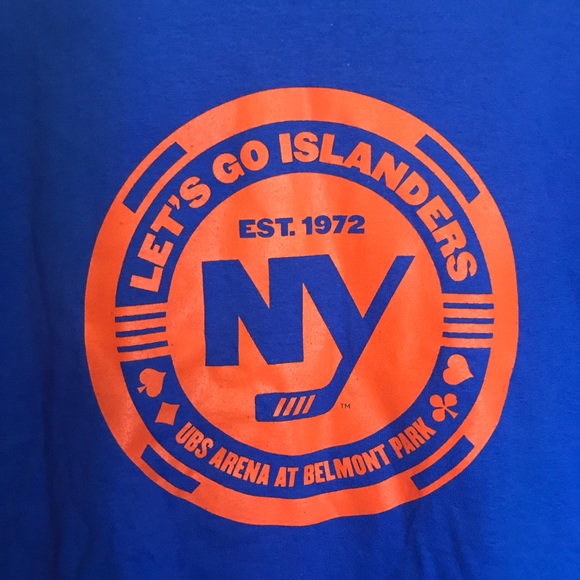 LET'S GO ISLANDERS
EST. 1972
NY
TM
UBS ARENA AT BELMONT PARK